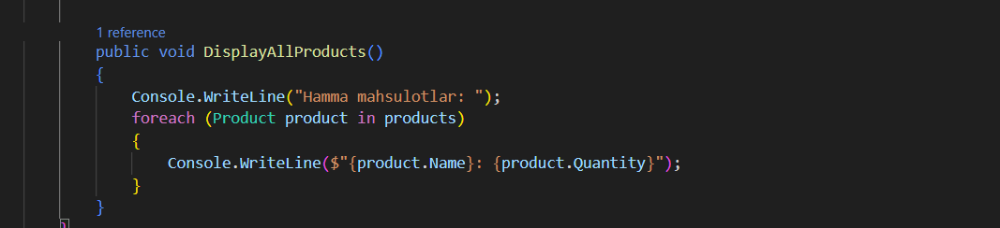 1 reference
public void DisplayAllProducts()
{
Console.WriteLine("Hamma mahsulotlar: ");
foreach (Product product in products)
{
Console.WriteLine($"{product.Name}: {product.Quantity}");
}
}
}